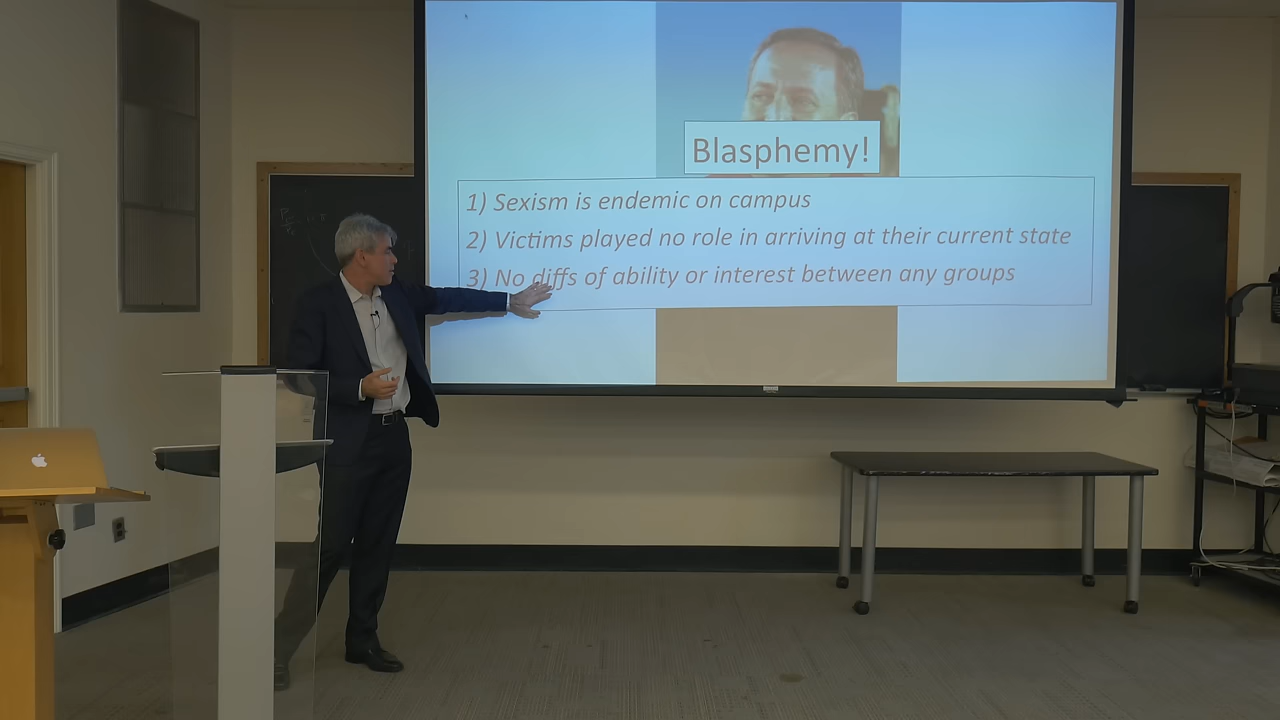 Blasphemy!
1) Sexism is endemic on campus
2) Victims played no role in arriving at their current state
3) No diffs of ability or interest between any groups